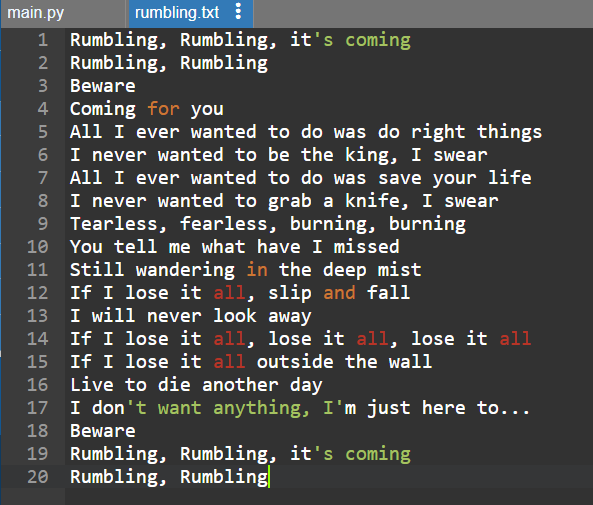 main.py
rumbling.txt
1 Rumbling, Rumbling, it's coming
2 Rumbling, Rumbling
3 Beware
4 Coming for you
5 All I ever wanted to do was do right things
6 I never wanted to be the king, I swear
7 All I ever wanted to do was save your life
8 I never wanted to grab a knife, I swear
9 Tearless, fearless, burning, burning
10 You tell me what have I missed
11 Still wandering in the deep mist
12 If I lose it all, slip and fall
13 I will never look away
14 If I lose it all, lose it all, lose it all
15 If I lose it all outside the wall
16 Live to die another day
17 I don't want anything, I'm just here to...
18 Beware
19 Rumbling, Rumbling, it's coming
20 Rumbling, Rumbling